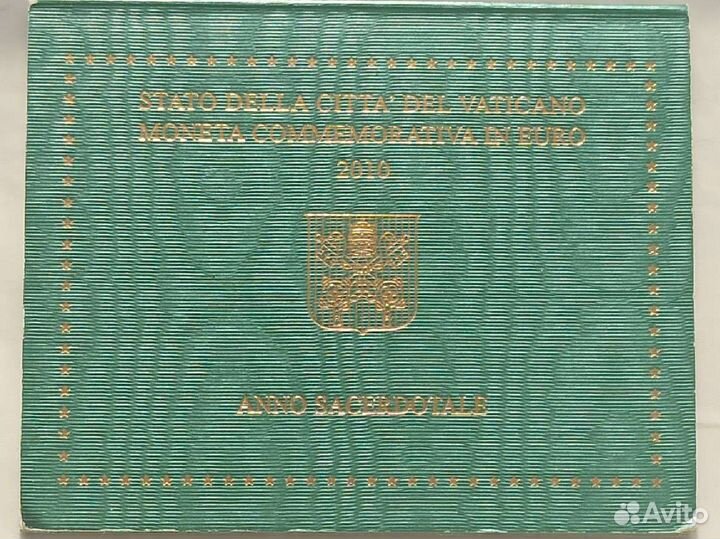 STATO DELLA CITTA' DEL VATICANO
MONETA COMMEMORATIVA IN EURO
2010
ANNO SACERDOTALE
Avito